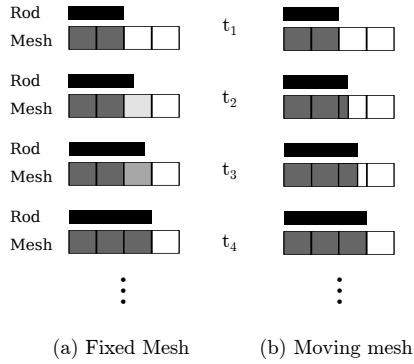 Rod
Mesh
t1
Rod
Mesh
t2
Rod
Mesh
t3
Rod
Mesh
t4
(a) Fixed Mesh
(b) Moving mesh